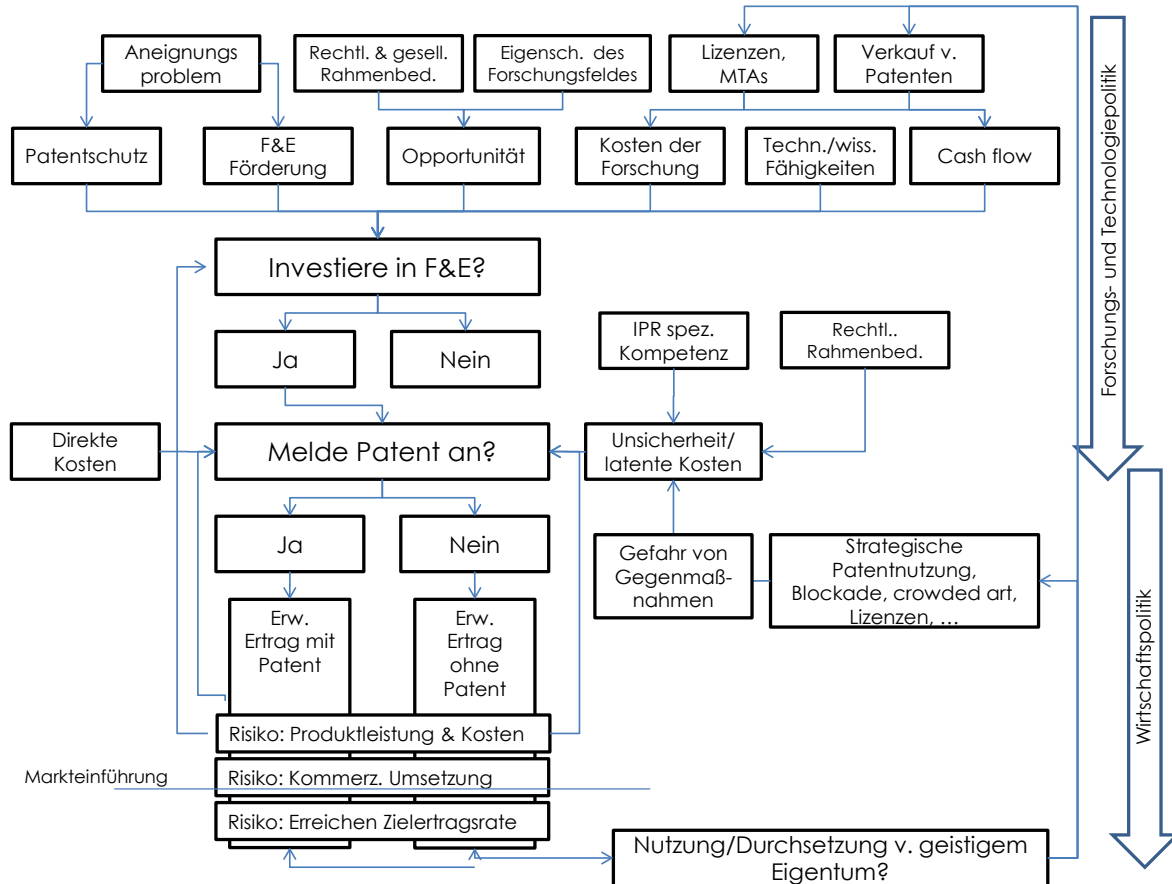 Aneignungs
problem
Rechtl. & gesell.
Rahmenbed.
Eigensch. des
Forschungsfeldes
Lizenzen,
MTAs
Verkauf v.
Patenten
Patentschutz
F&E
Förderung
Opportunität
Kosten der
Forschung
Techn./wiss.
Fähigkeiten
Cash flow
Investiere in F&E?
Ja
Nein
IPR spez.
Kompetenz
Rechtl..
Rahmenbed.
Direkte
Kosten
Melde Patent an?
Unsicherheit/
latente Kosten
Ja
Nein
Gefahr von
Gegenmaß-
nahmen
Strategische
Patentnutzung,
Blockade, crowded art,
Lizenzen, …
Erw.
Ertrag mit
Patent
Erw.
Ertrag
ohne
Patent
Risiko: Produktleistung & Kosten
Markteinführung
Risiko: Kommerz. Umsetzung
Risiko: Erreichen Zielertragsrate
Nutzung/Durchsetzung v. geistigem
Eigentum?
Forschungs- und Technologiepolitik
Wirtschaftspolitik